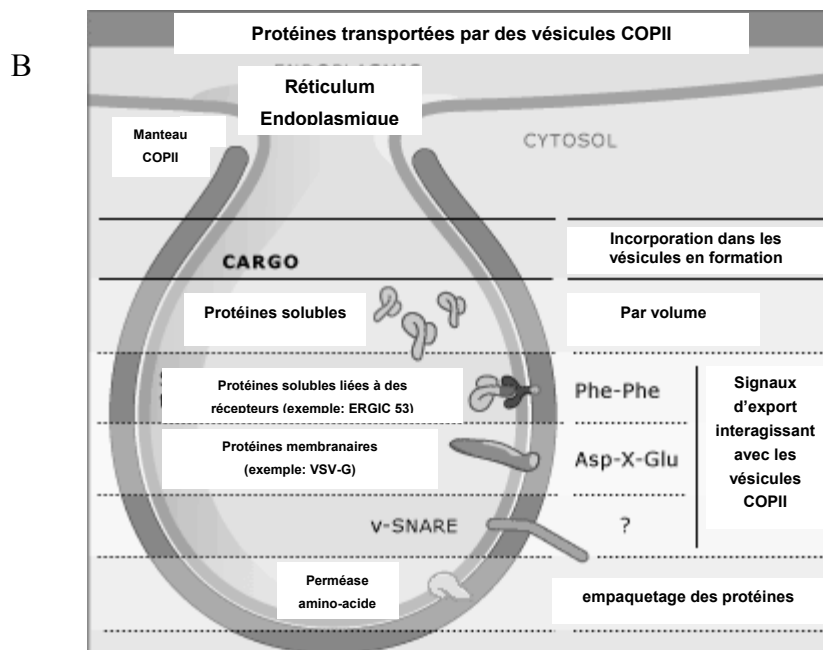 B
Protéines transportées par des vésicules COPII
Réticulum
Endoplasmique
Manteau
COPII
CYTOSOL
CARGO
Incorporation dans les
vésicules en formation
Protéines solubles
Par volume
Protéines solubles liées à des
récepteurs (exemple: ERGIC 53)
Phe-Phe
Protéines membranaires
(exemple: VSV-G)
Asp-X-Glu
Signaux
d'export
interagissant
avec les
vésicules
COPII
v-SNARE
?
Perméase
amino-acide
empaquetage des protéines